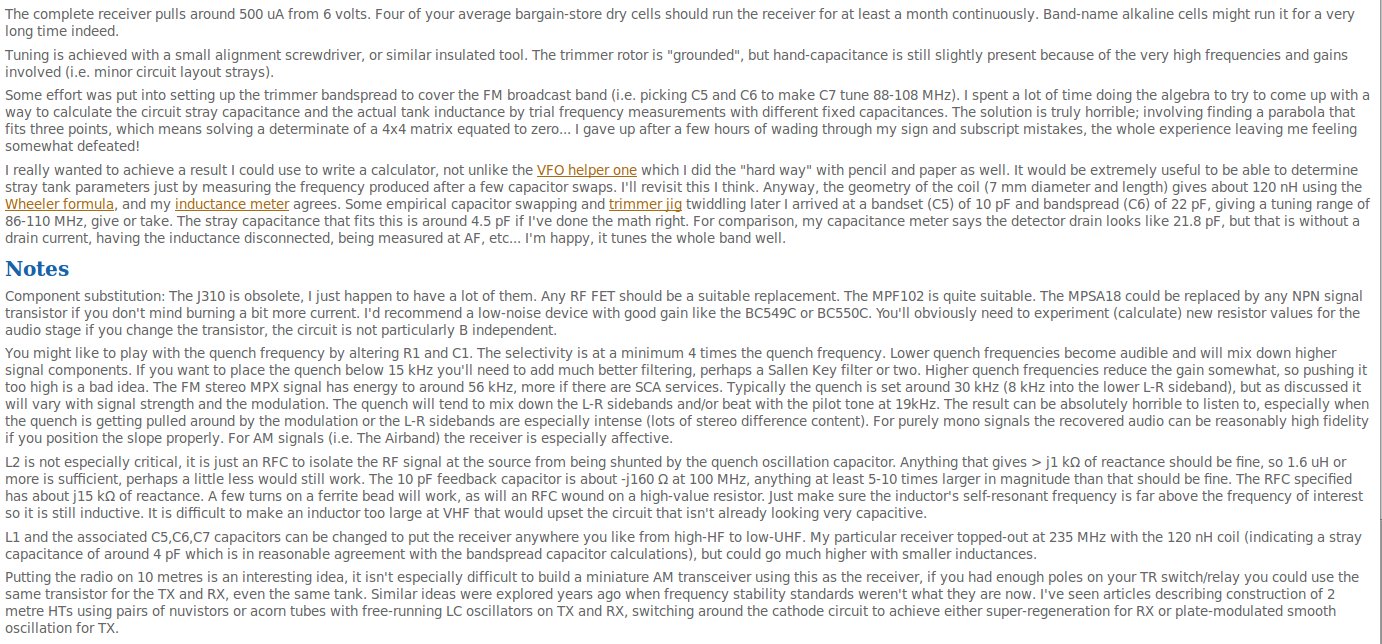 The complete receiver pulls around 500 uA from 6 volts. Four of your average bargain-store dry cells should run the receiver for at least a month continuously. Band-name alkaline cells might run it for a very
long time indeed.
Tuning is achieved with a small alignment screwdriver, or similar insulated tool. The trimmer rotor is "grounded", but hand-capacitance is still slightly present because of the very high frequencies and gains
involved (i.e. minor circuit layout strays).
Some effort was put into setting up the trimmer bandspread to cover the FM broadcast band (i.e. picking C5 and C6 to make C7 tune 88-108 MHz). I spent a lot of time doing the algebra to try to come up with a
way to calculate the circuit stray capacitance and the actual tank inductance by trial frequency measurements with different fixed capacitances. The solution is truly horrible; involving finding a parabola that
fits three points, which means solving a determinate of a 4x4 matrix equated to zero... I gave up after a few hours of wading through my sign and subscript mistakes, the whole experience leaving me feeling
somewhat defeated!
I really wanted to achieve a result I could use to write a calculator, not unlike the VFO helper one which I did the "hard way" with pencil and paper as well. It would be extremely useful to be able to determine
stray tank parameters just by measuring the frequency produced after a few capacitor swaps. I'll revisit this I think. Anyway, the geometry of the coil (7 mm diameter and length) gives about 120 nH using the
Wheeler formula, and my inductance meter agrees. Some empirical capacitor swapping and trimmer jig twiddling later I arrived at a bandset (C5) of 10 pF and bandspread (C6) of 22 pF, giving a tuning range of
86-110 MHz, give or take. The stray capacitance that fits this is around 4.5 pF if I've done the math right. For comparison, my capacitance meter says the detector drain looks like 21.8 pF, but that is without a
drain current, having the inductance disconnected, being measured at AF, etc... I'm happy, it tunes the whole band well.
Notes
Component substitution: The J310 is obsolete, I just happen to have a lot of them. Any RF FET should be a suitable replacement. The MPF102 is quite suitable. The MPSA18 could be replaced by any NPN signal
transistor if you don't mind burning a bit more current. I'd recommend a low-noise device with good gain like the BC549C or BC550C. You'll obviously need to experiment (calculate) new resistor values for the
audio stage if you change the transistor, the circuit is not particularly B independent.
You might like to play with the quench frequency by altering R1 and C1. The selectivity is at a minimum 4 times the quench frequency. Lower quench frequencies become audible and will mix down higher
signal components. If you want to place the quench below 15 kHz you'll need to add much better filtering, perhaps a Sallen Key filter or two. Higher quench frequencies reduce the gain somewhat, so pushing it
too high is a bad idea. The FM stereo MPX signal has energy to around 56 kHz, more if there are SCA services. Typically the quench is set around 30 kHz (8 kHz into the lower L-R sideband), but as discussed it
will vary with signal strength and the modulation. The quench will tend to mix down the L-R sidebands and/or beat with the pilot tone at 19kHz. The result can be absolutely horrible to listen to, especially when
the quench is getting pulled around by the modulation or the L-R sidebands are especially intense (lots of stereo difference content). For purely mono signals the recovered audio can be reasonably high fidelity
if you position the slope properly. For AM signals (i.e. The Airband) the receiver is especially affective.
L2 is not especially critical, it is just an RFC to isolate the RF signal at the source from being shunted by the quench oscillation capacitor. Anything that gives > j1 kΩ of reactance should be fine, so 1.6 uH or
more is sufficient, perhaps a little less would still work. The 10 pF feedback capacitor is about -j160 Ω at 100 MHz, anything at least 5-10 times larger in magnitude than that should be fine. The RFC specified
has about j15 kΩ of reactance. A few turns on a ferrite bead will work, as will an RFC wound on a high-value resistor. Just make sure the inductor's self-resonant frequency is far above the frequency of interest
so it is still inductive. It is difficult to make an inductor too large at VHF that would upset the circuit that isn't already looking very capacitive.
L1 and the associated C5,C6,C7 capacitors can be changed to put the receiver anywhere you like from high-HF to low-UHF. My particular receiver topped-out at 235 MHz with the 120 nH coil (indicating a stray
capacitance of around 4 pF which is in reasonable agreement with the bandspread capacitor calculations), but could go much higher with smaller inductances.
Putting the radio on 10 metres is an interesting idea, it isn't especially difficult to build a miniature AM transceiver using this as the receiver, if you had enough poles on your TR switch/relay you could use the
same transistor for the TX and RX, even the same tank. Similar ideas were explored years ago when frequency stability standards weren't what they are now. I've seen articles describing construction of 2
metre HTs using pairs of nuvistors or acorn tubes with free-running LC oscillators on TX and RX, switching around the cathode circuit to achieve either super-regeneration for RX or plate-modulated smooth
oscillation for TX.